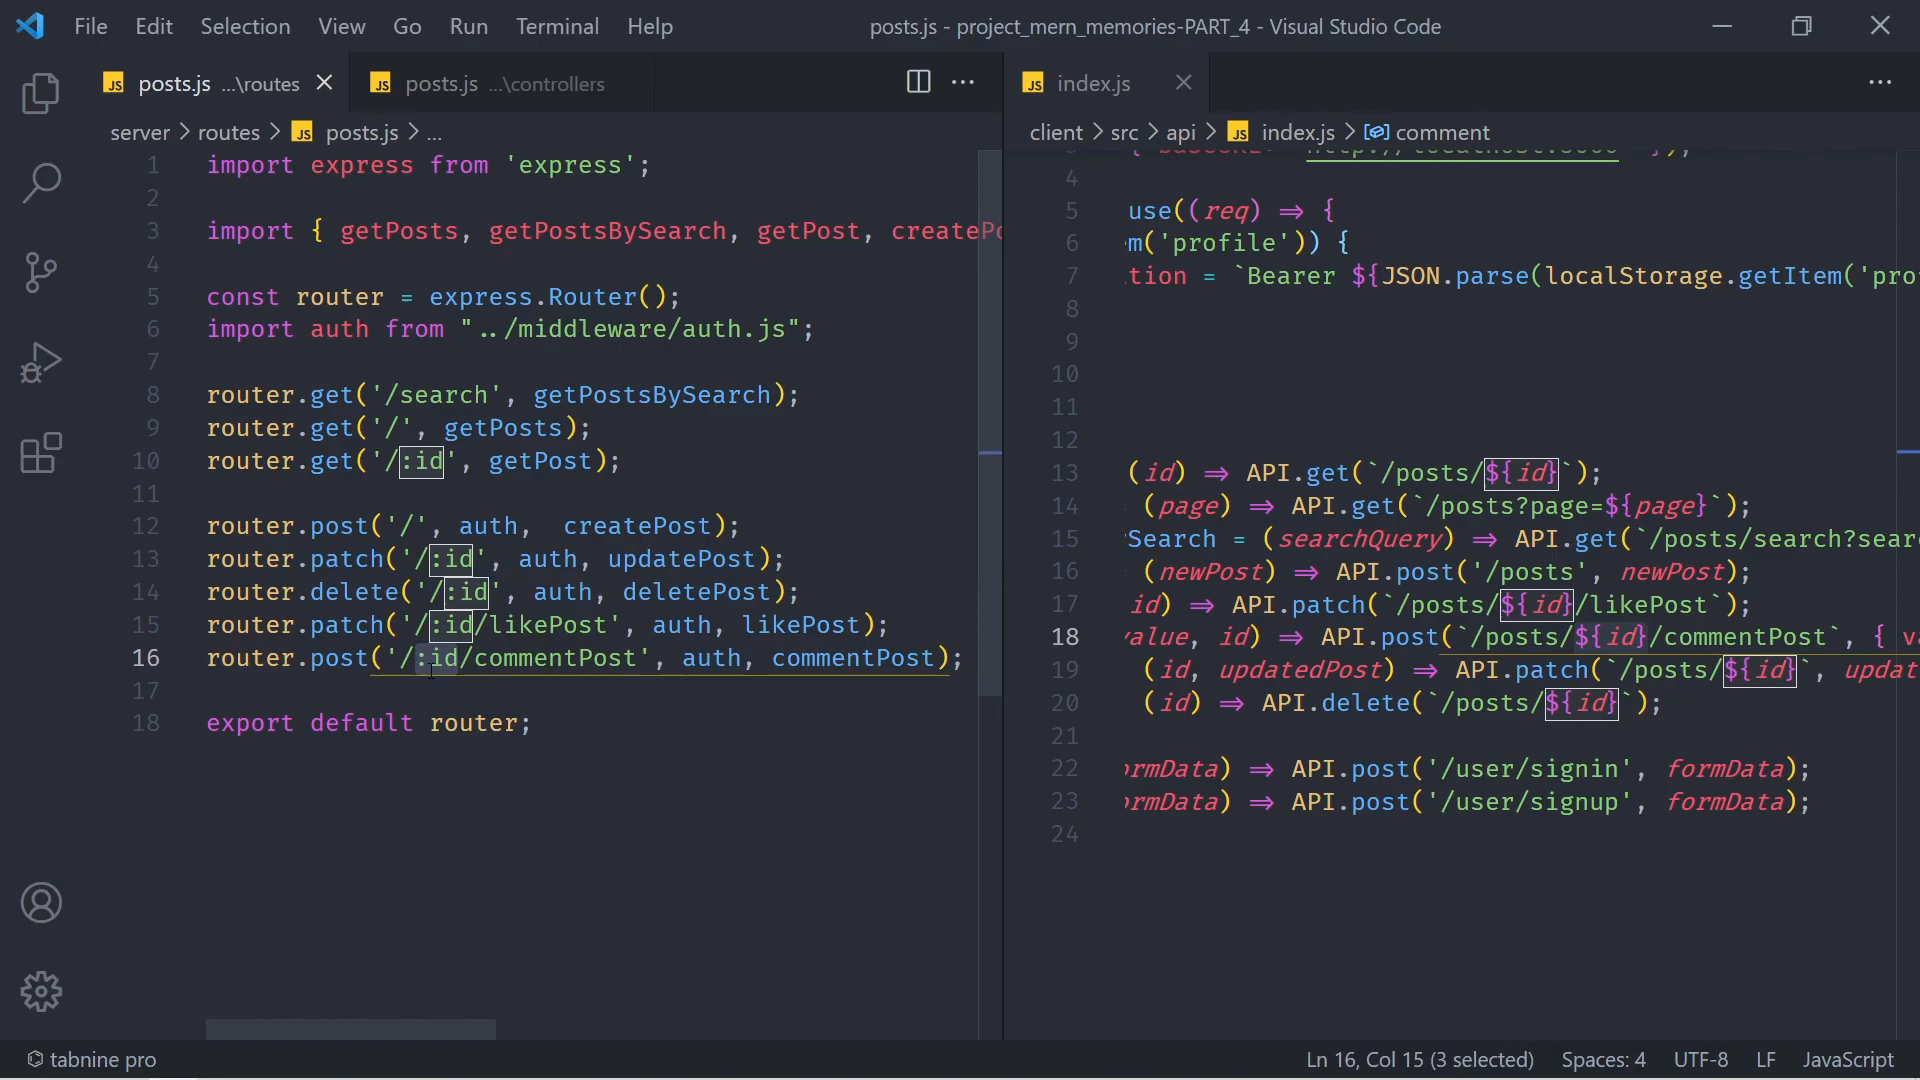 File Edit Selection View Go Run Terminal Help
posts.js - project_mern_memories-PART_4 - Visual Studio Code
JS posts.js ...\routes
JS posts.js ...\controllers
server > routes > JS posts.js > ...
1 import express from 'express';
2
3 import { getPosts, getPostsBySearch, getPost, createPo
4
5 const router = express.Router();
6 import auth from "../middleware/auth.js";
7
8 router.get('/search', getPostsBySearch);
9 router.get('/', getPosts);
10 router.get('/:id', getPost);
11
12 router.post('/', auth,  createPost);
13 router.patch('/:id', auth, updatePost);
14 router.delete('/:id', auth, deletePost);
15 router.patch('/:id/likePost', auth, likePost);
16 router.post('/:id/commentPost', auth, commentPost);
17
18 export default router;
JS index.js
client > src > api > JS index.js > comment
4
5 use((req) => {
6 m('profile')) {
7 tion = `Bearer ${JSON.parse(localStorage.getItem('pro
8
9
10
11
12
13 (id) => API.get(`/posts/${id}`);
14 (page) => API.get(`/posts?page=${page}`);
15 Search = (searchQuery) => API.get(`/posts/search?sear
16 (newPost) => API.post('/posts', newPost);
17 id) => API.patch(`/posts/${id}/likePost`);
18 value, id) => API.post(`/posts/${id}/commentPost`, { v
19 (id, updatedPost) => API.patch(`/posts/${id}`, updat
20 (id) => API.delete(`/posts/${id}`);
21
22 ormData) => API.post('/user/signin', formData);
23 ormData) => API.post('/user/signup', formData);
24
tabnine pro
Ln 16, Col 15 (3 selected) Spaces: 4 UTF-8 LF JavaScript